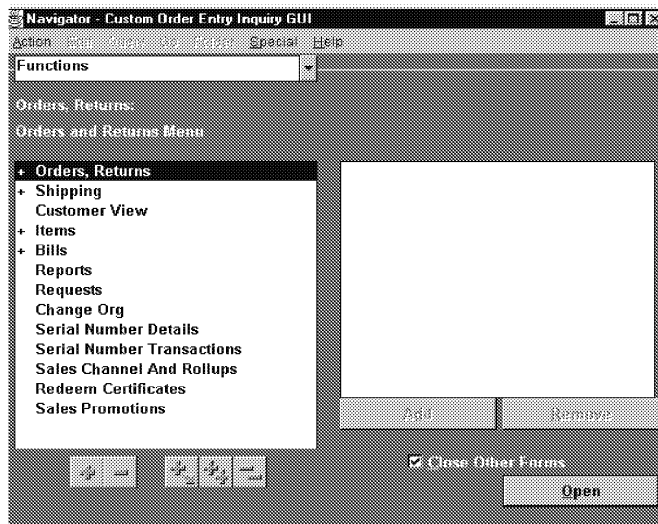 Navigator - Custom Order Entry Inquiry GUI
Action Special Help
Functions
Orders, Returns:
Orders and Returns Menu
+ Orders, Returns
+ Shipping
Customer View
+ Items
+ Bills
Reports
Requests
Change Org
Serial Number Details
Serial Number Transactions
Sales Channel And Rollups
Redeem Certificates
Sales Promotions
Add Remove
Close Other Forms
Open